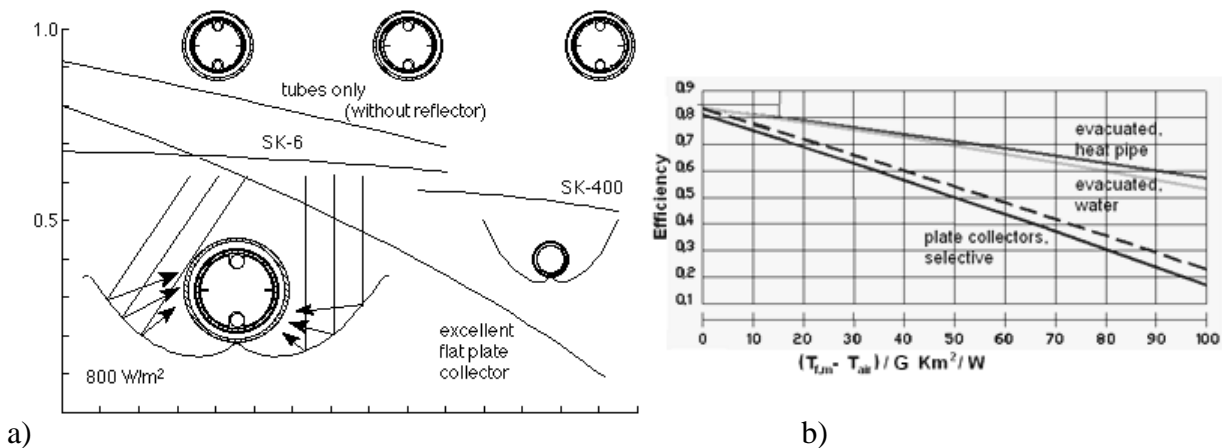 1.0
tubes only
(without reflector)
SK-6
SK-400
0.5
excellent
flat plate
collector
800 W/m²
a)
0,9
0,8
0,7
0,6
0,5
0,4
0,3
0,2
0,1
Efficiency
evacuated,
heat pipe
evacuated,
water
plate collectors,
selective
0 10 20 30 40 50 60 70 80 90 100
(Tf,m- Tair) / G Km² / W
b)